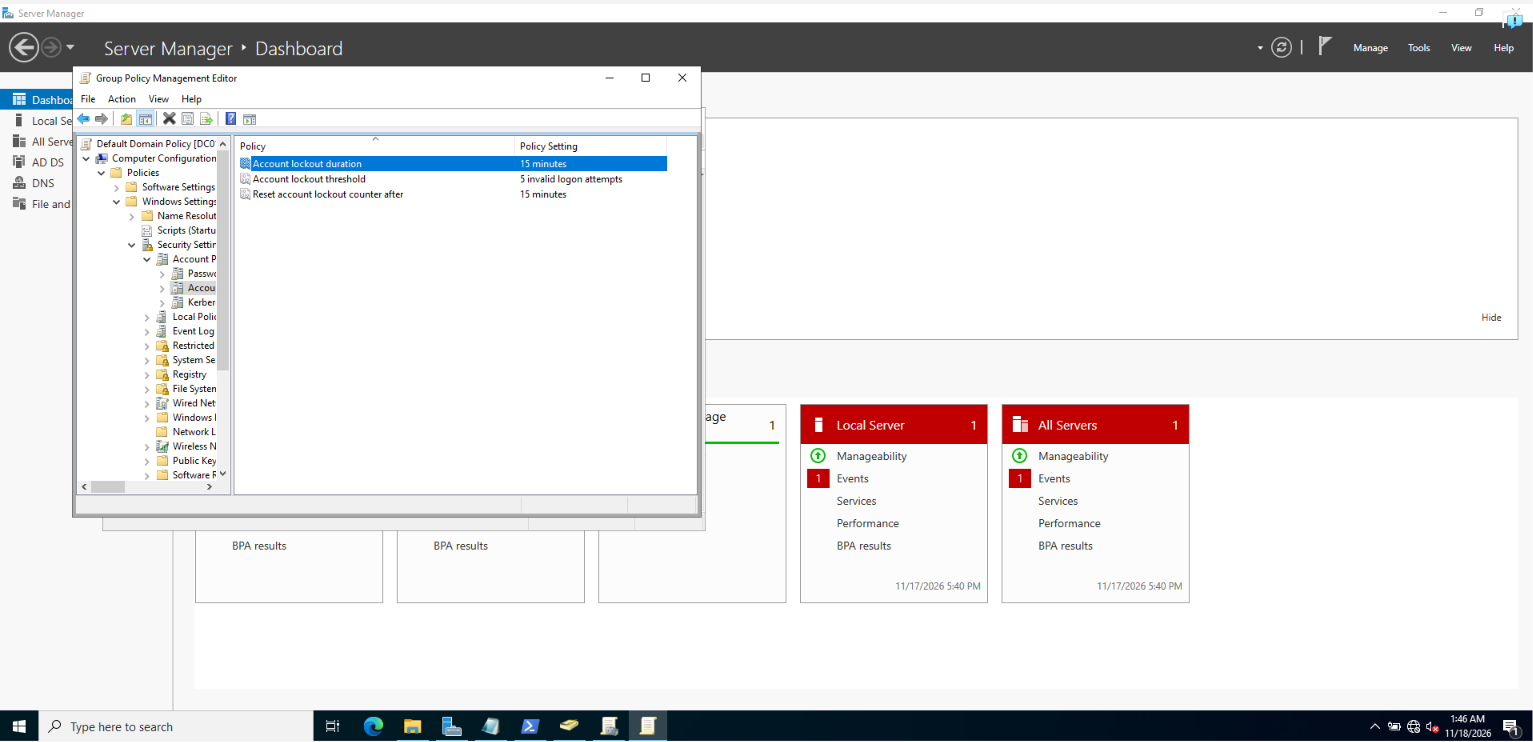 Server Manager
Server Manager ‣ Dashboard
Manage Tools View Help
Dashboa
Local Se
All Serve
AD DS
DNS
File and
Group Policy Management Editor
File Action View Help
Default Domain Policy [DC0
Computer Configuration
Policies
Software Settings
Windows Settings
Name Resolut
Scripts (Startu
Security Settin
Account P
Passwo
Accou
Kerber
Local Polic
Event Log
Restricted
System Se
Registry
File System
Wired Net
Windows
Network L
Wireless N
Public Key
Software R
Policy Policy Setting
Account lockout duration 15 minutes
Account lockout threshold 5 invalid logon attempts
Reset account lockout counter after 15 minutes
Hide
BPA results
BPA results
age 1
Local Server 1
Manageability
1 Events
Services
Performance
BPA results
11/17/2026 5:40 PM
All Servers 1
Manageability
1 Events
Services
Performance
BPA results
11/17/2026 5:40 PM
Type here to search
1:46 AM
11/18/2026
1